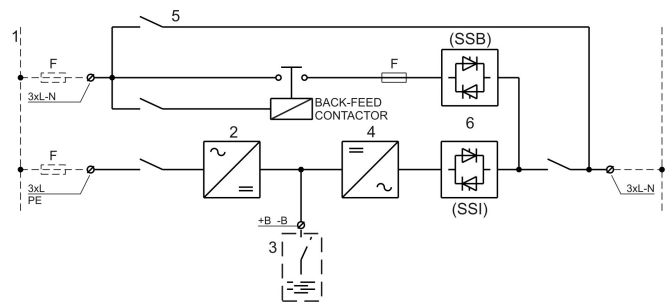 5
1
(SSB)
F
F
3xL-N
BACK-FEED
CONTACTOR
2
4
6
F
3xL
PE
3xL-N
(SSI)
+B -B
3